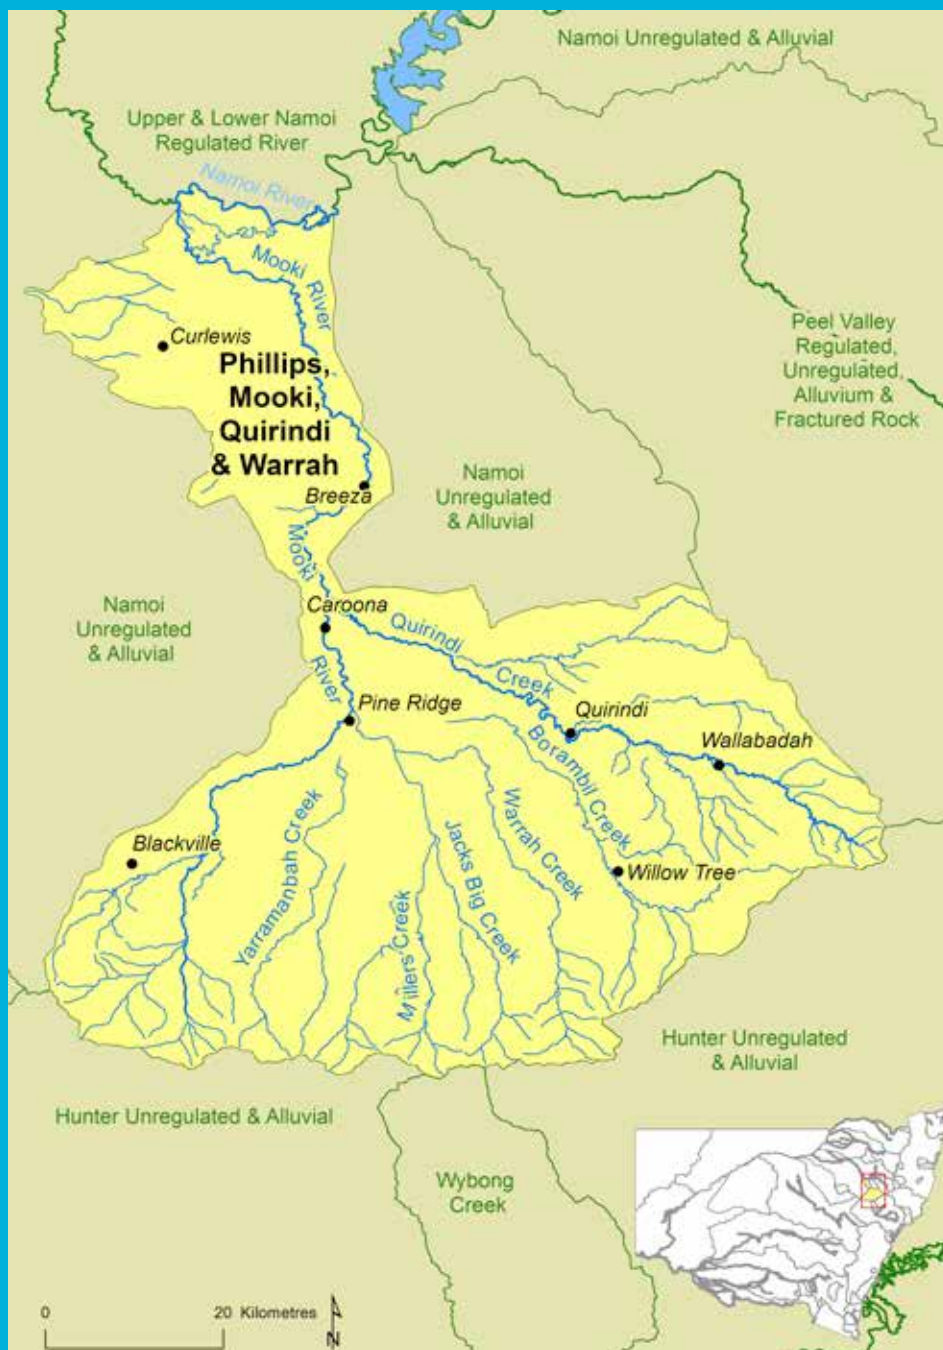 Namoi Unregulated & Alluvial
Upper & Lower Namoi
Regulated River
Namoi River
Mooki River
Curlewis
Peel Valley
Regulated,
Unregulated,
Alluvium &
Fractured Rock
Phillips,
Mooki,
Quirindi
& Warrah
Namoi
Unregulated
& Alluvial
Breeza
Mooki
River
Namoi
Unregulated
& Alluvial
Caroona
Quirindi
Creek
Pine Ridge
Quirindi
Wallabadah
Borambil Creek
Blackville
Yarramanbah Creek
Millers Creek
Jacks Big Creek
Warrah Creek
Willow Tree
Hunter Unregulated
& Alluvial
Hunter Unregulated & Alluvial
Wybong
Creek
0 20 Kilometres
N